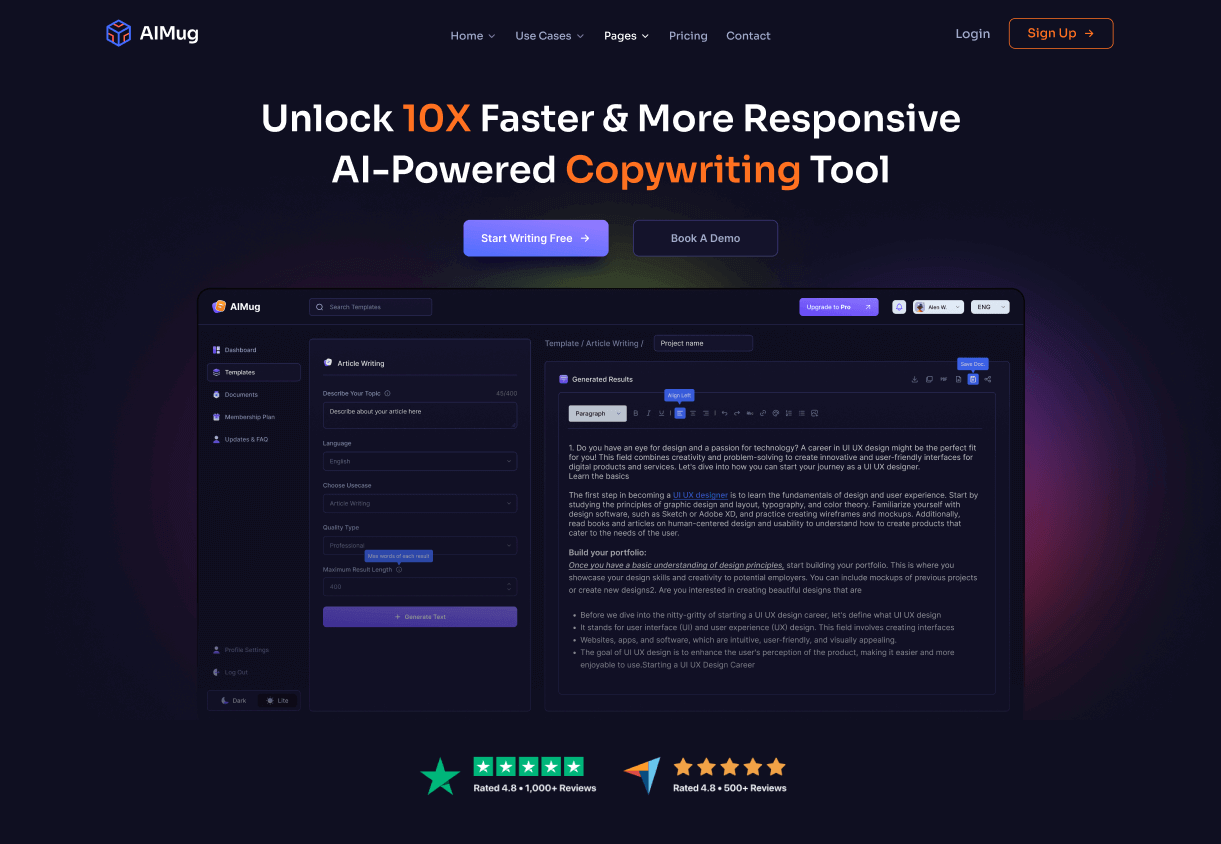 AIMug
Home
Use Cases
Pages
Pricing
Contact
Login
Sign Up
Unlock 10X Faster & More Responsive
AI-Powered Copywriting Tool
Start Writing Free
Book A Demo
AIMug
Search Templates
Upgrade to Pro
Alen W.
ENG
Dashboard
Templates
Documents
Membership Plan
Updates & FAQ
Profile Settings
Log Out
Dark
Lite
Article Writing
Describe Your Topic
45/400
Describe about your article here
Language
English
Choose Usecase
Article Writing
Quality Type
Professional
Max words of each result
Maximum Result Length
400
+ Generate Text
Template / Article Writing /
Project name
Save Doc.
Generated Results
Align Left
Paragraph
B I U
1. Do you have an eye for design and a passion for technology? A career in UI UX design might be the perfect fit
for you! This field combines creativity and problem-solving to create innovative and user-friendly interfaces for
digital products and services. Let's dive into how you can start your journey as a UI UX designer.
Learn the basics
The first step in becoming a UI UX designer is to learn the fundamentals of design and user experience. Start by
studying the principles of graphic design and layout, typography, and color theory. Familiarize yourself with
design software, such as Sketch or Adobe XD, and practice creating wireframes and mockups. Additionally,
read books and articles on human-centered design and usability to understand how to create products that
cater to the needs of the user.
Build your portfolio:
Once you have a basic understanding of design principles, start building your portfolio. This is where you
showcase your design skills and creativity to potential employers. You can include mockups of previous projects
or create new designs2. Are you interested in creating beautiful designs that are
• Before we dive into the nitty-gritty of starting a UI UX design career, let's define what UI UX design
• It stands for user interface (UI) and user experience (UX) design. This field involves creating interfaces
• Websites, apps, and software, which are intuitive, user-friendly, and visually appealing.
• The goal of UI UX design is to enhance the user's perception of the product, making it easier and more
enjoyable to use.Starting a UI UX Design Career
Rated 4.8 • 1,000+ Reviews
Rated 4.8 • 500+ Reviews